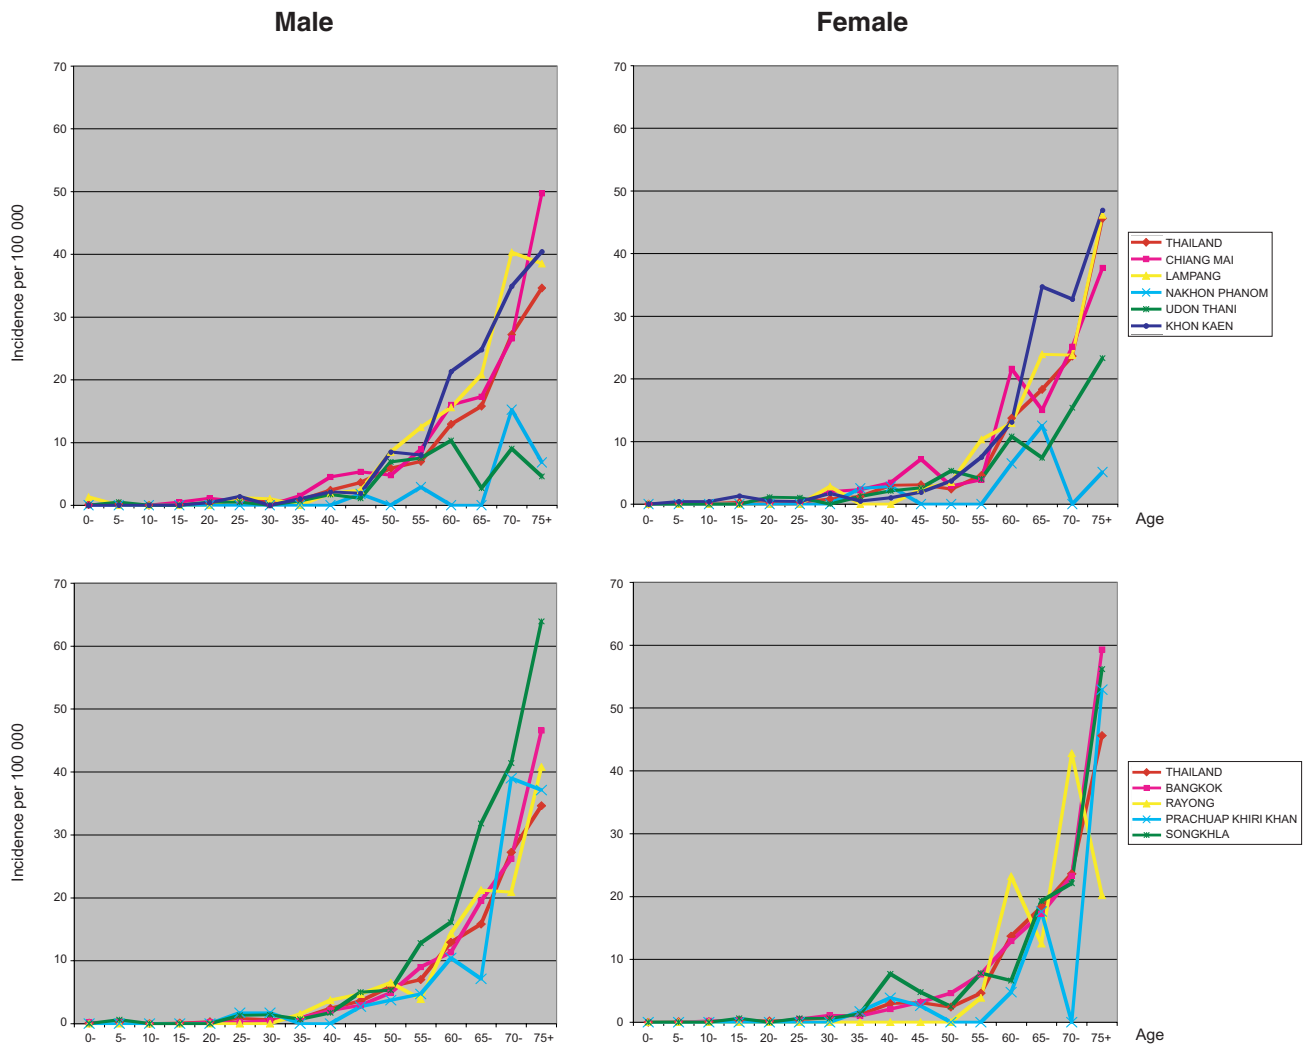 Male
Female
70
60
50
40
30
20
10
0
Incidence per 100 000
0- 5- 10- 15- 20- 25- 30- 35- 40- 45- 50- 55- 60- 65- 70- 75+
70
60
50
40
30
20
10
0
0- 5- 10- 15- 20- 25- 30- 35- 40- 45- 50- 55- 60- 65- 70- 75+
Age
THAILAND
CHIANG MAI
LAMPANG
NAKHON PHANOM
UDON THANI
KHON KAEN
70
60
50
40
30
20
10
0
Incidence per 100 000
0- 5- 10- 15- 20- 25- 30- 35- 40- 45- 50- 55- 60- 65- 70- 75+
70
60
50
40
30
20
10
0
0- 5- 10- 15- 20- 25- 30- 35- 40- 45- 50- 55- 60- 65- 70- 75+
Age
THAILAND
BANGKOK
RAYONG
PRACHUAP KHIRI KHAN
SONGKHLA